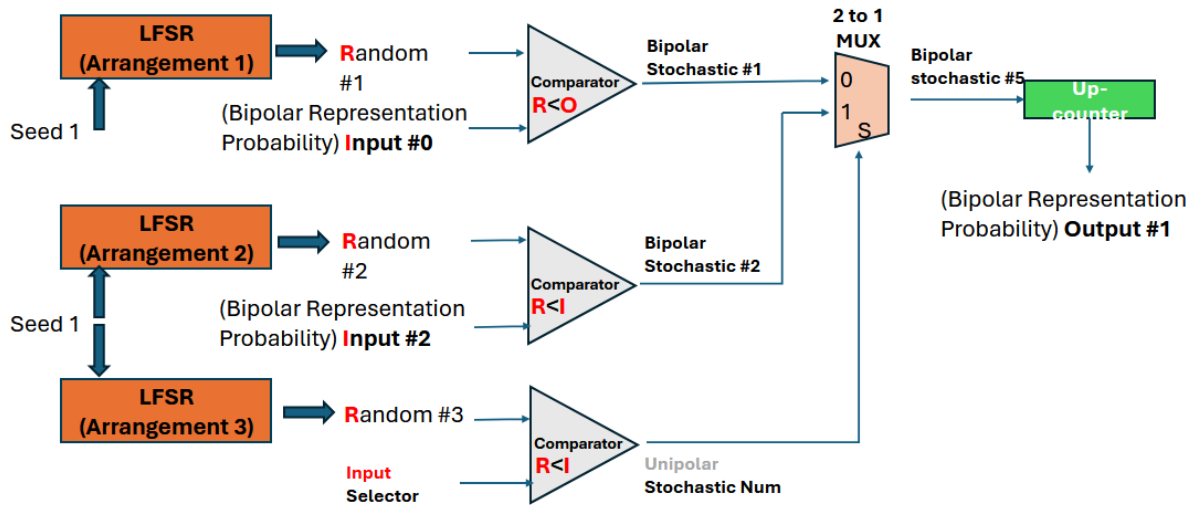 LFSR
(Arrangement 1)
Seed 1
Random
#1
(Bipolar Representation
Probability) Input #0
Comparator
R<O
Bipolar
Stochastic #1
2 to 1
MUX
0
1
S
Bipolar
stochastic #5
Up-
counter
(Bipolar Representation
Probability) Output #1
LFSR
(Arrangement 2)
Seed 1
Random
#2
(Bipolar Representation
Probability) Input #2
Comparator
R<I
Bipolar
Stochastic #2
LFSR
(Arrangement 3)
Random #3
Input
Selector
Comparator
R<I
Unipolar
Stochastic Num